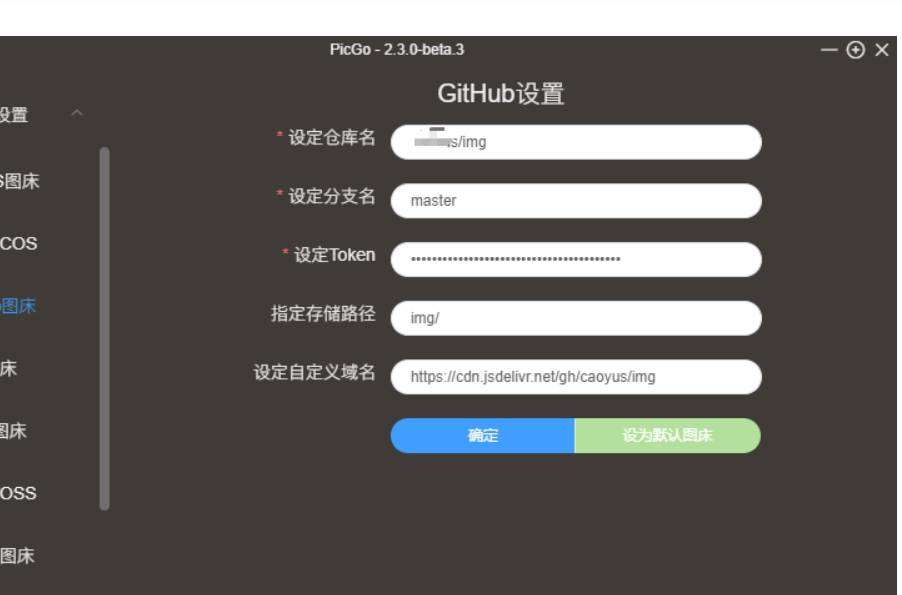 PicGo - 2.3.0-beta.3
设置
图床
COS
图床
床
图床
OSS
图床
GitHub设置
* 设定仓库名
s/img
* 设定分支名
master
* 设定Token
指定存储路径
img/
设定自定义域名
https://cdn.jsdelivr.net/gh/caoyus/img
确定
设为默认图床